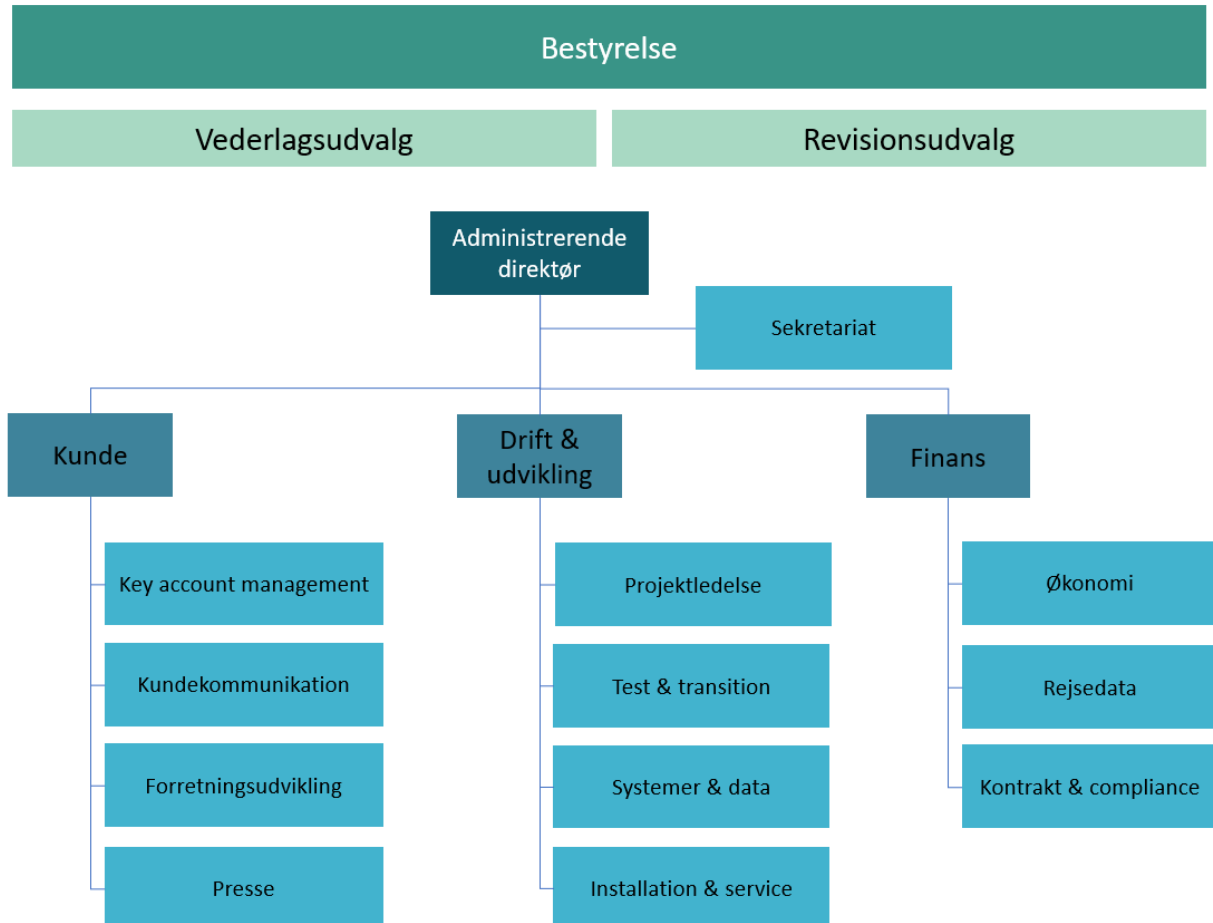 Bestyrelse
Vederlagsudvalg
Revisionsudvalg
Administrerende
direktør
Sekretariat
Kunde
Drift &
udvikling
Finans
Key account management
Kundekommunikation
Forretningsudvikling
Presse
Projektledelse
Test & transition
Systemer & data
Installation & service
Økonomi
Rejsedata
Kontrakt & compliance